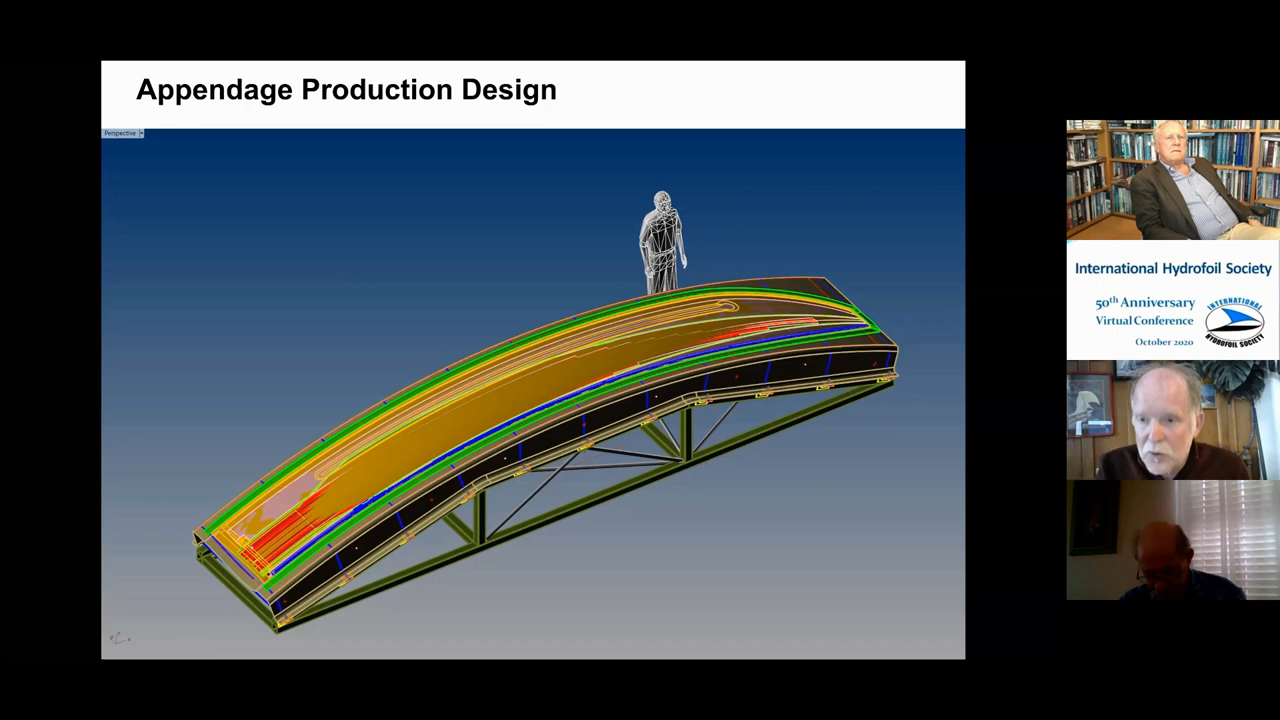 Appendage Production Design
Perspective
International Hydrofoil Society
50th Anniversary
Virtual Conference
October 2020
INTERNATIONAL
HYDROFOIL SOCIETY